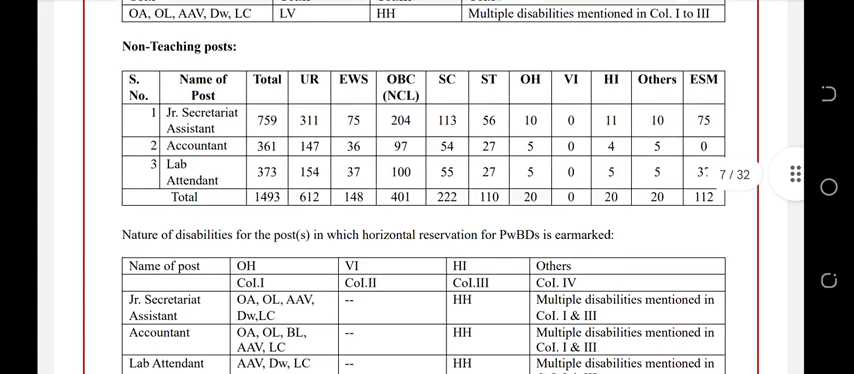 OA, OL, AAV, Dw, LC LV HH Multiple disabilities mentioned in Col. I to III
Non-Teaching posts:
S. No. Name of Post Total UR EWS OBC (NCL) SC ST OH VI HI Others ESM
1 Jr. Secretariat Assistant 759 311 75 204 113 56 10 0 11 10 75
2 Accountant 361 147 36 97 54 27 5 0 4 5 0
3 Lab Attendant 373 154 37 100 55 27 5 0 5 5
Total 1493 612 148 401 222 110 20 0 20 20 112
7 / 32
Nature of disabilities for the post(s) in which horizontal reservation for PwBDs is earmarked:
Name of post OH VI HI Others
Col.I Col.II Col.III Col. IV
Jr. Secretariat Assistant OA, OL, AAV, Dw,LC -- HH Multiple disabilities mentioned in Col. I & III
Accountant OA, OL, BL, AAV, LC -- HH Multiple disabilities mentioned in Col. I & III
Lab Attendant AAV, Dw, LC -- HH Multiple disabilities mentioned in